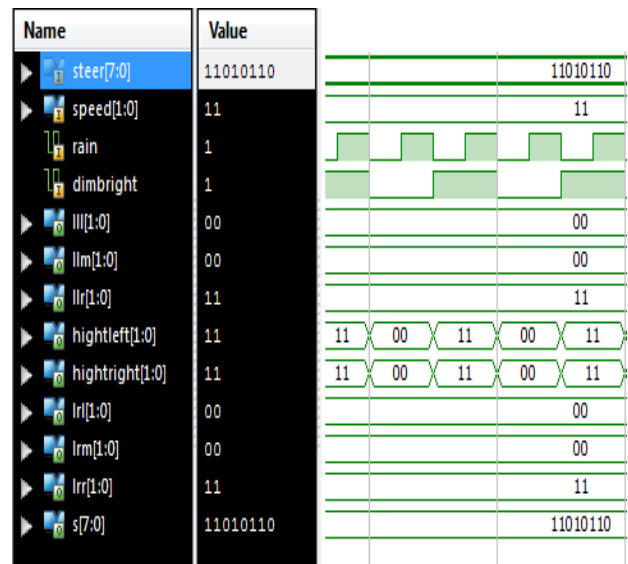 Name Value
steer[7:0] 11010110 11010110
speed[1:0] 11 11
rain 1
dimbright 1
lll[1:0] 00 00
llm[1:0] 00 00
llr[1:0] 11 11
hightleft[1:0] 11 11 00 11 00 11
hightright[1:0] 11 11 00 11 00 11
lrl[1:0] 00 00
lrm[1:0] 00 00
lrr[1:0] 11 11
s[7:0] 11010110 11010110